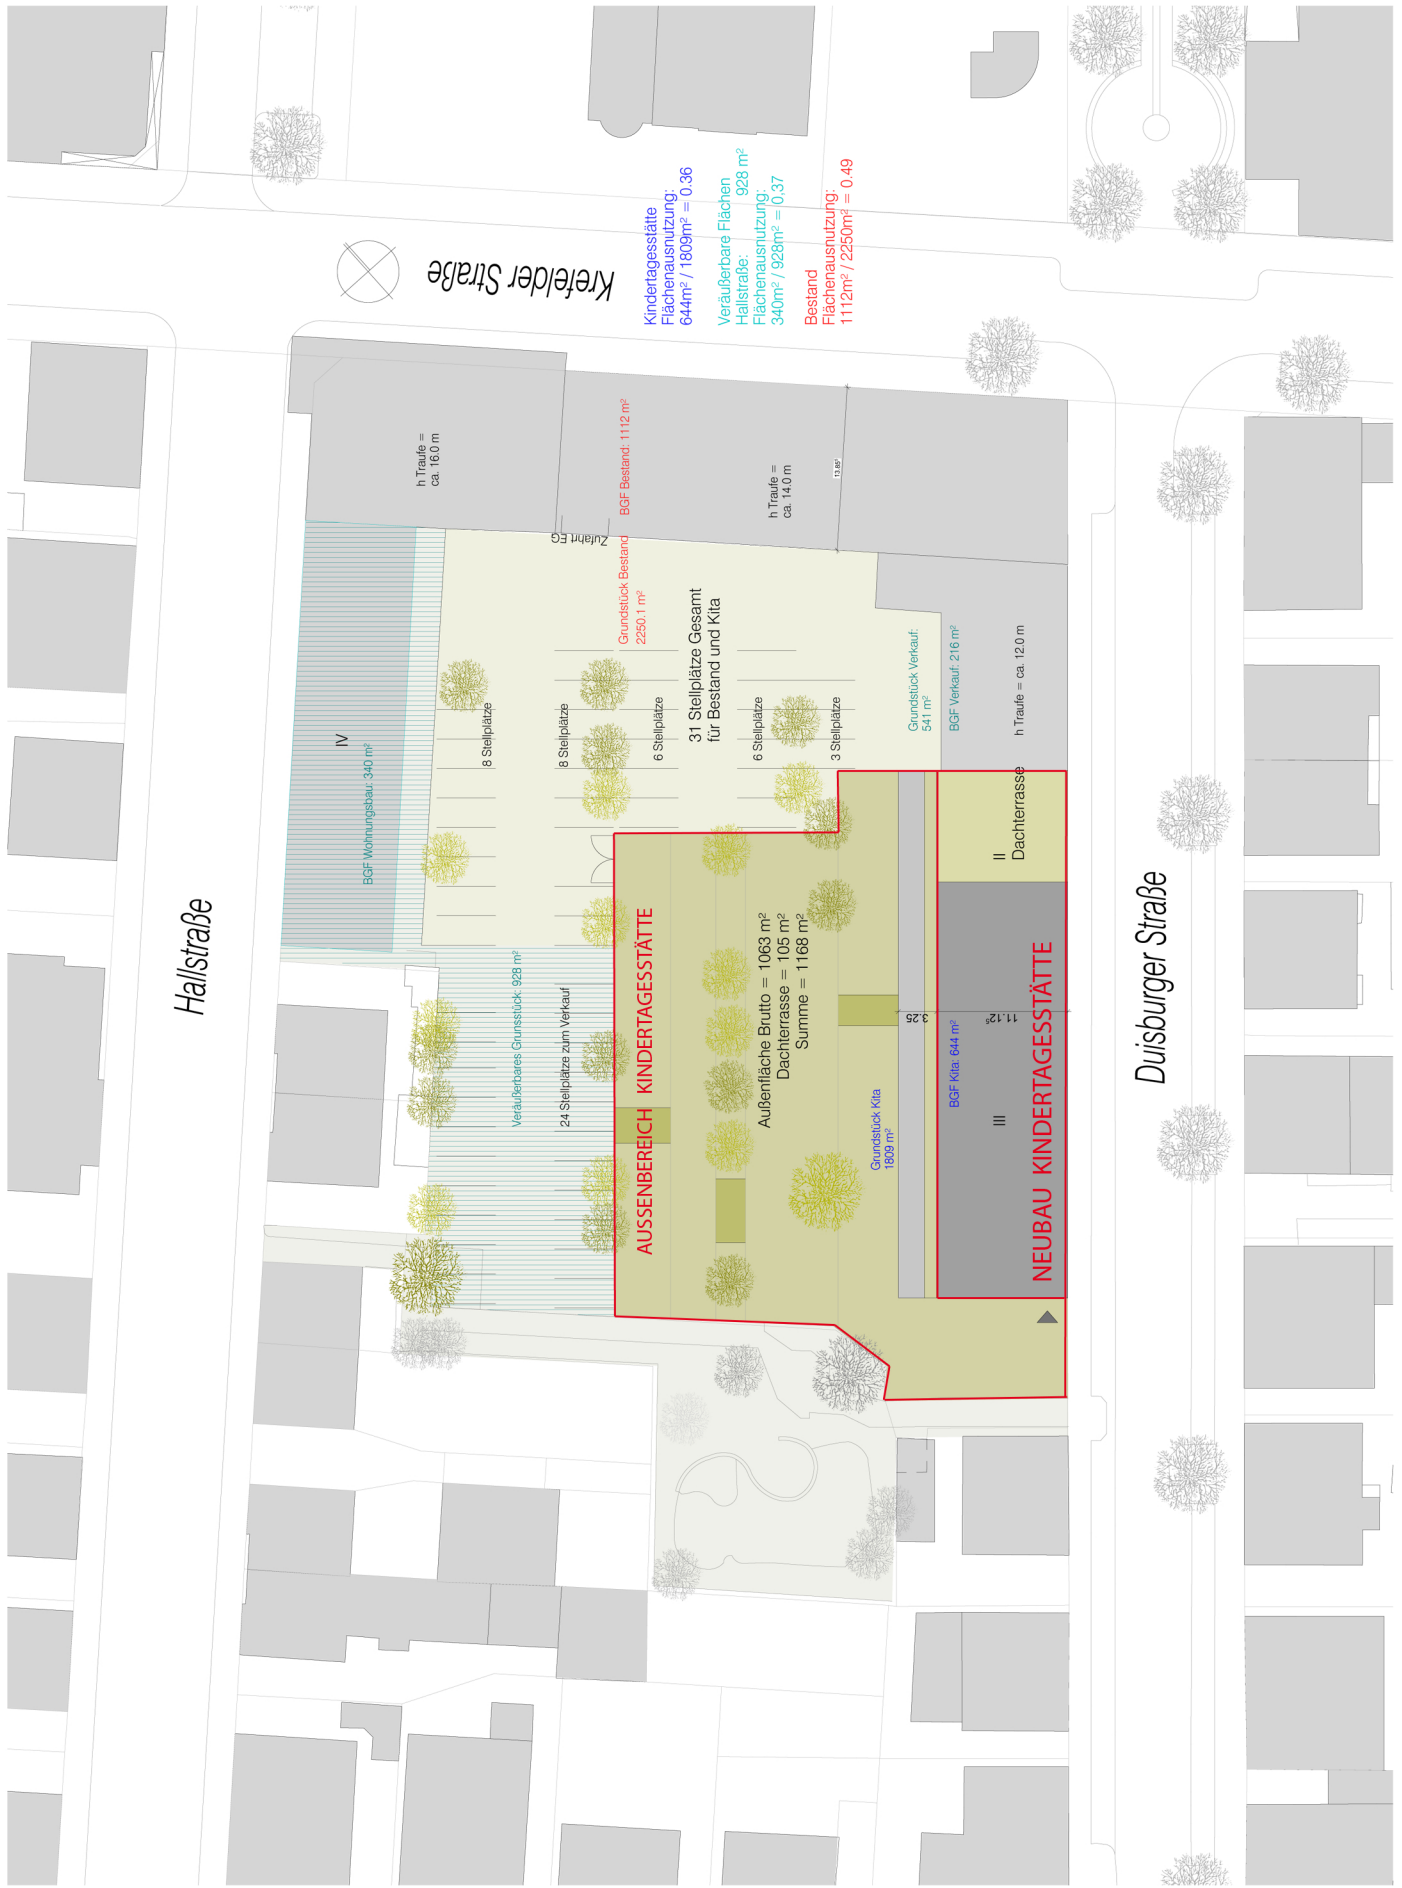 Krefelder Straße
Kindertagesstätte
Flächenausnutzung:
644m² / 1809m² = 0.36
Veräußerbare Flächen
Hallstraße: 928 m²
Flächenausnutzung:
340m² / 928m² = 0,37
Bestand
Flächenausnutzung:
1112m² / 2250m² = 0.49
Hallstraße
h Traufe =
ca. 16.0 m
BGF Bestand: 1112 m²
h Traufe =
ca. 14.0 m
13.85⁵
Zufahrt EG
Grundstück Bestand
2250.1 m²
31 Stellplätze Gesamt
für Bestand und Kita
IV
BGF Wohnungsbau: 340 m²
8 Stellplätze
8 Stellplätze
6 Stellplätze
6 Stellplätze
3 Stellplätze
Grundstück Verkauf:
541 m²
BGF Verkauf: 216 m²
h Traufe = ca. 12.0 m
II
Dachterrasse
Veräußerbares Grunsstück: 928 m²
24 Stellplätze zum Verkauf
AUSSENBEREICH KINDERTAGESSTÄTTE
Außenfläche Brutto = 1063 m²
Dachterrasse = 105 m²
Summe = 1168 m²
Grundstück Kita
1809 m²
3.25
11.12⁵
BGF Kita: 644 m²
III
NEUBAU KINDERTAGESSTÄTTE
Duisburger Straße